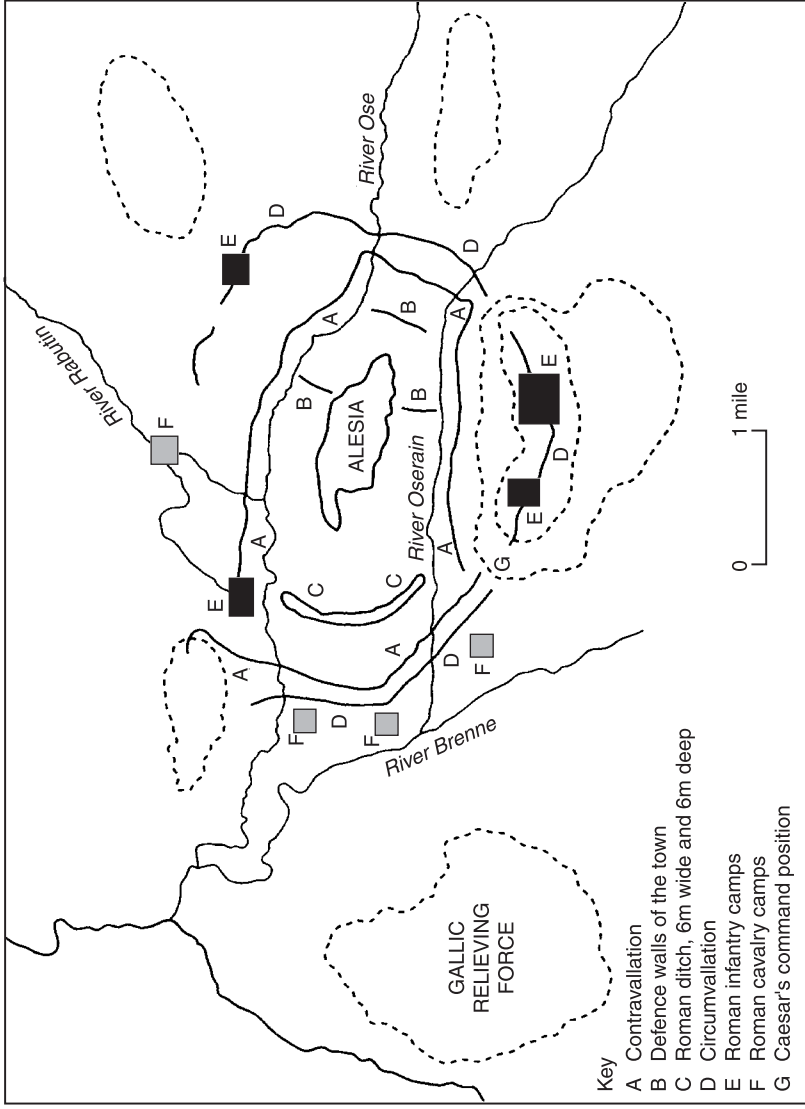 River Rabutin
F
E
E
A
A
D
F
B
C
A
D
ALESIA
River Ose
F
A
C
B
River Oserain
B
River Brenne
A
D
A
D
GALLIC
RELIEVING
FORCE
F
G
E
E
D
Key
A Contravallation
B Defence walls of the town
C Roman ditch, 6m wide and 6m deep
D Circumvallation
E Roman infantry camps
F Roman cavalry camps
G Caesar's command position
0 1 mile